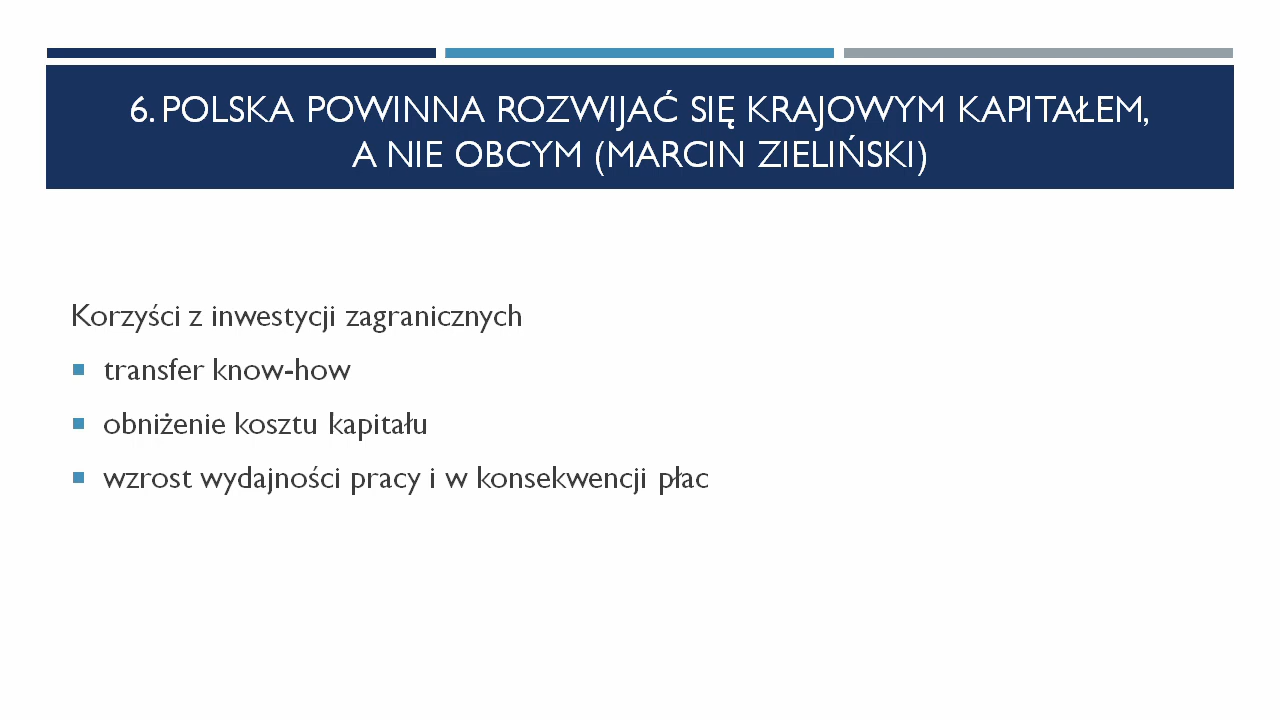 6. POLSKA POWINNA ROZWIJAĆ SIĘ KRAJOWYM KAPITAŁEM,
A NIE OBCYM (MARCIN ZIELIŃSKI)
Korzyści z inwestycji zagranicznych
transfer know-how
obniżenie kosztu kapitału
wzrost wydajności pracy i w konsekwencji płac